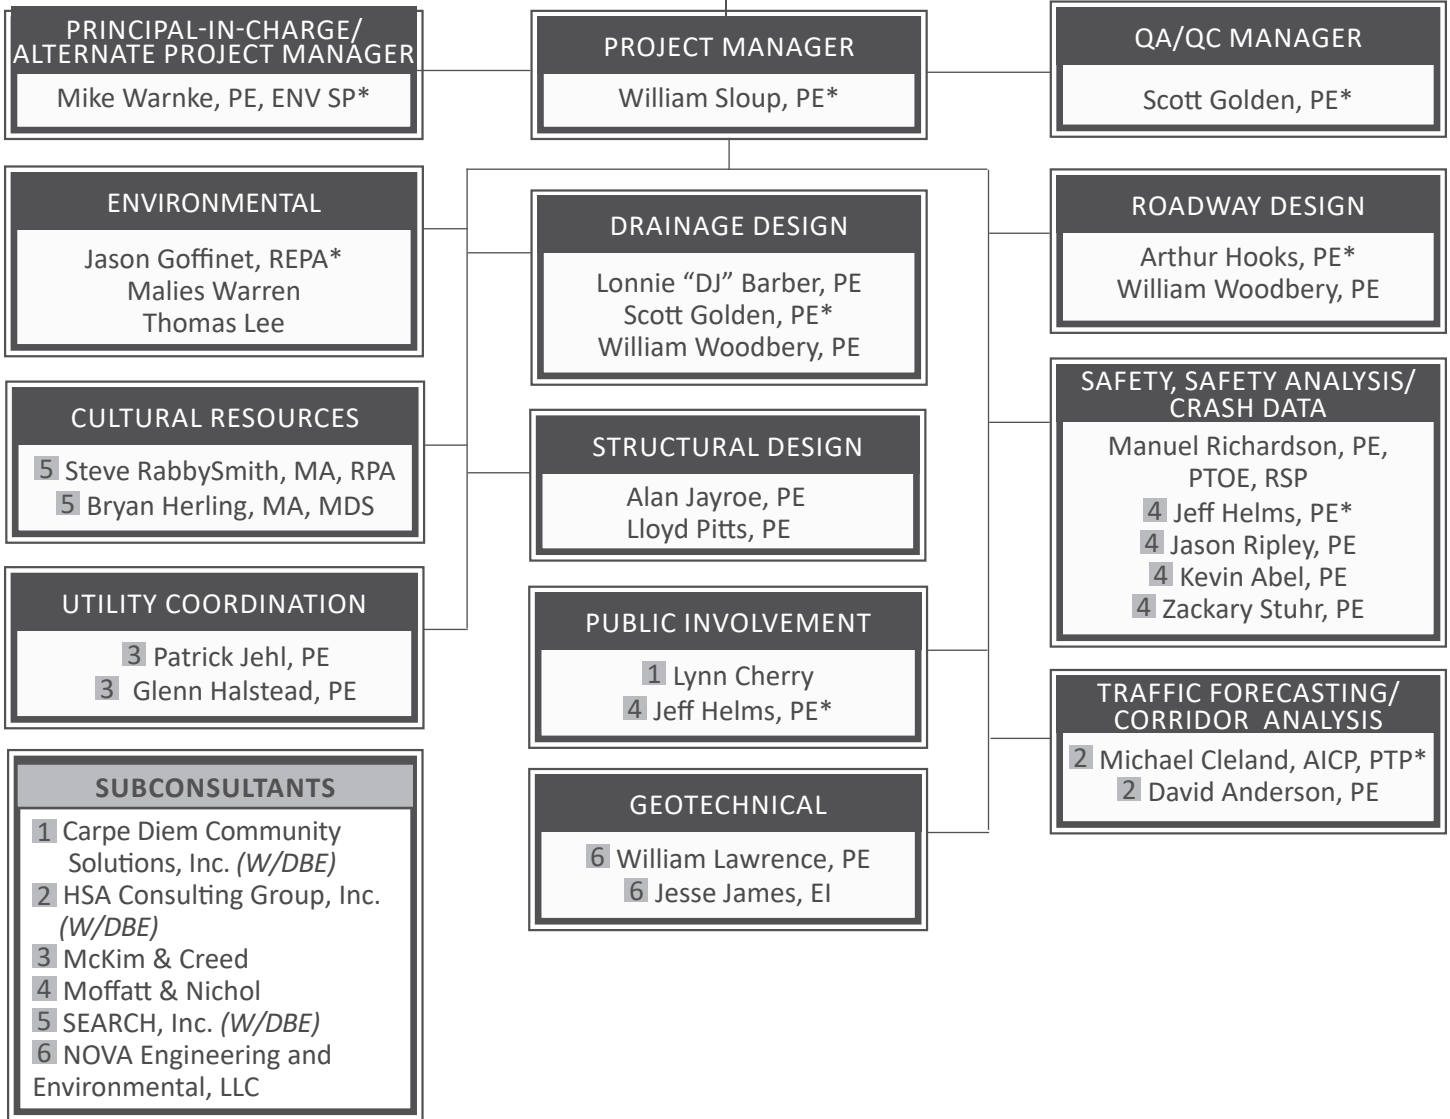 PRINCIPAL-IN-CHARGE/
ALTERNATE PROJECT MANAGER
Mike Warnke, PE, ENV SP*
PROJECT MANAGER
William Sloup, PE*
QA/QC MANAGER
Scott Golden, PE*
ENVIRONMENTAL
Jason Goffinet, REPA*
Malies Warren
Thomas Lee
DRAINAGE DESIGN
Lonnie “DJ” Barber, PE
Scott Golden, PE*
William Woodbery, PE
ROADWAY DESIGN
Arthur Hooks, PE*
William Woodbery, PE
CULTURAL RESOURCES
5 Steve RabbySmith, MA, RPA
5 Bryan Herling, MA, MDS
STRUCTURAL DESIGN
Alan Jayroe, PE
Lloyd Pitts, PE
SAFETY, SAFETY ANALYSIS/
CRASH DATA
Manuel Richardson, PE,
PTOE, RSP
4 Jeff Helms, PE*
4 Jason Ripley, PE
4 Kevin Abel, PE
4 Zackary Stuhr, PE
UTILITY COORDINATION
3 Patrick Jehl, PE
3 Glenn Halstead, PE
PUBLIC INVOLVEMENT
1 Lynn Cherry
4 Jeff Helms, PE*
TRAFFIC FORECASTING/
CORRIDOR ANALYSIS
2 Michael Cleland, AICP, PTP*
2 David Anderson, PE
SUBCONSULTANTS
1 Carpe Diem Community
Solutions, Inc. (W/DBE)
2 HSA Consulting Group, Inc.
(W/DBE)
3 McKim & Creed
4 Moffatt & Nichol
5 SEARCH, Inc. (W/DBE)
6 NOVA Engineering and
Environmental, LLC
GEOTECHNICAL
6 William Lawrence, PE
6 Jesse James, EI